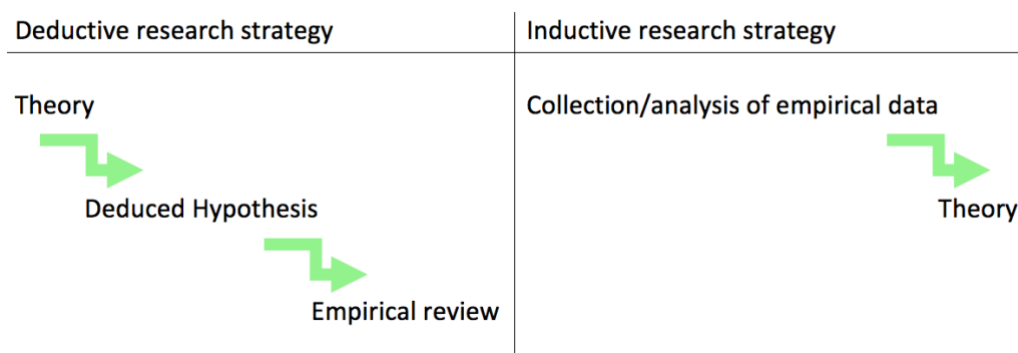 Deductive research strategy
Inductive research strategy
Theory
Deduced Hypothesis
Empirical review
Collection/analysis of empirical data
Theory